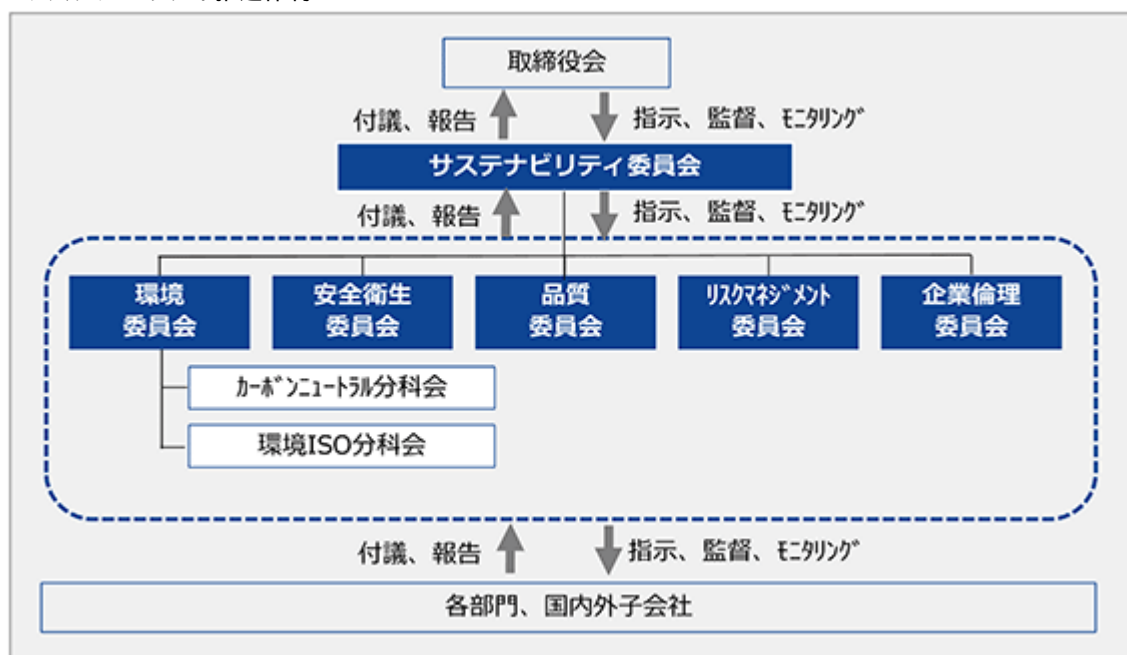 取締役会
付議、報告
指示、監督、ﾓﾆﾀﾘﾝｸﾞ
サステナビリティ委員会
付議、報告
指示、監督、ﾓﾆﾀﾘﾝｸﾞ
環境
委員会
安全衛生
委員会
品質
委員会
ﾘｽｸﾏﾈｼﾞﾒﾝﾄ
委員会
企業倫理
委員会
ｶｰﾎﾞﾝﾆｭｰﾄﾗﾙ分科会
環境ISO分科会
付議、報告
指示、監督、ﾓﾆﾀﾘﾝｸﾞ
各部門、国内外子会社